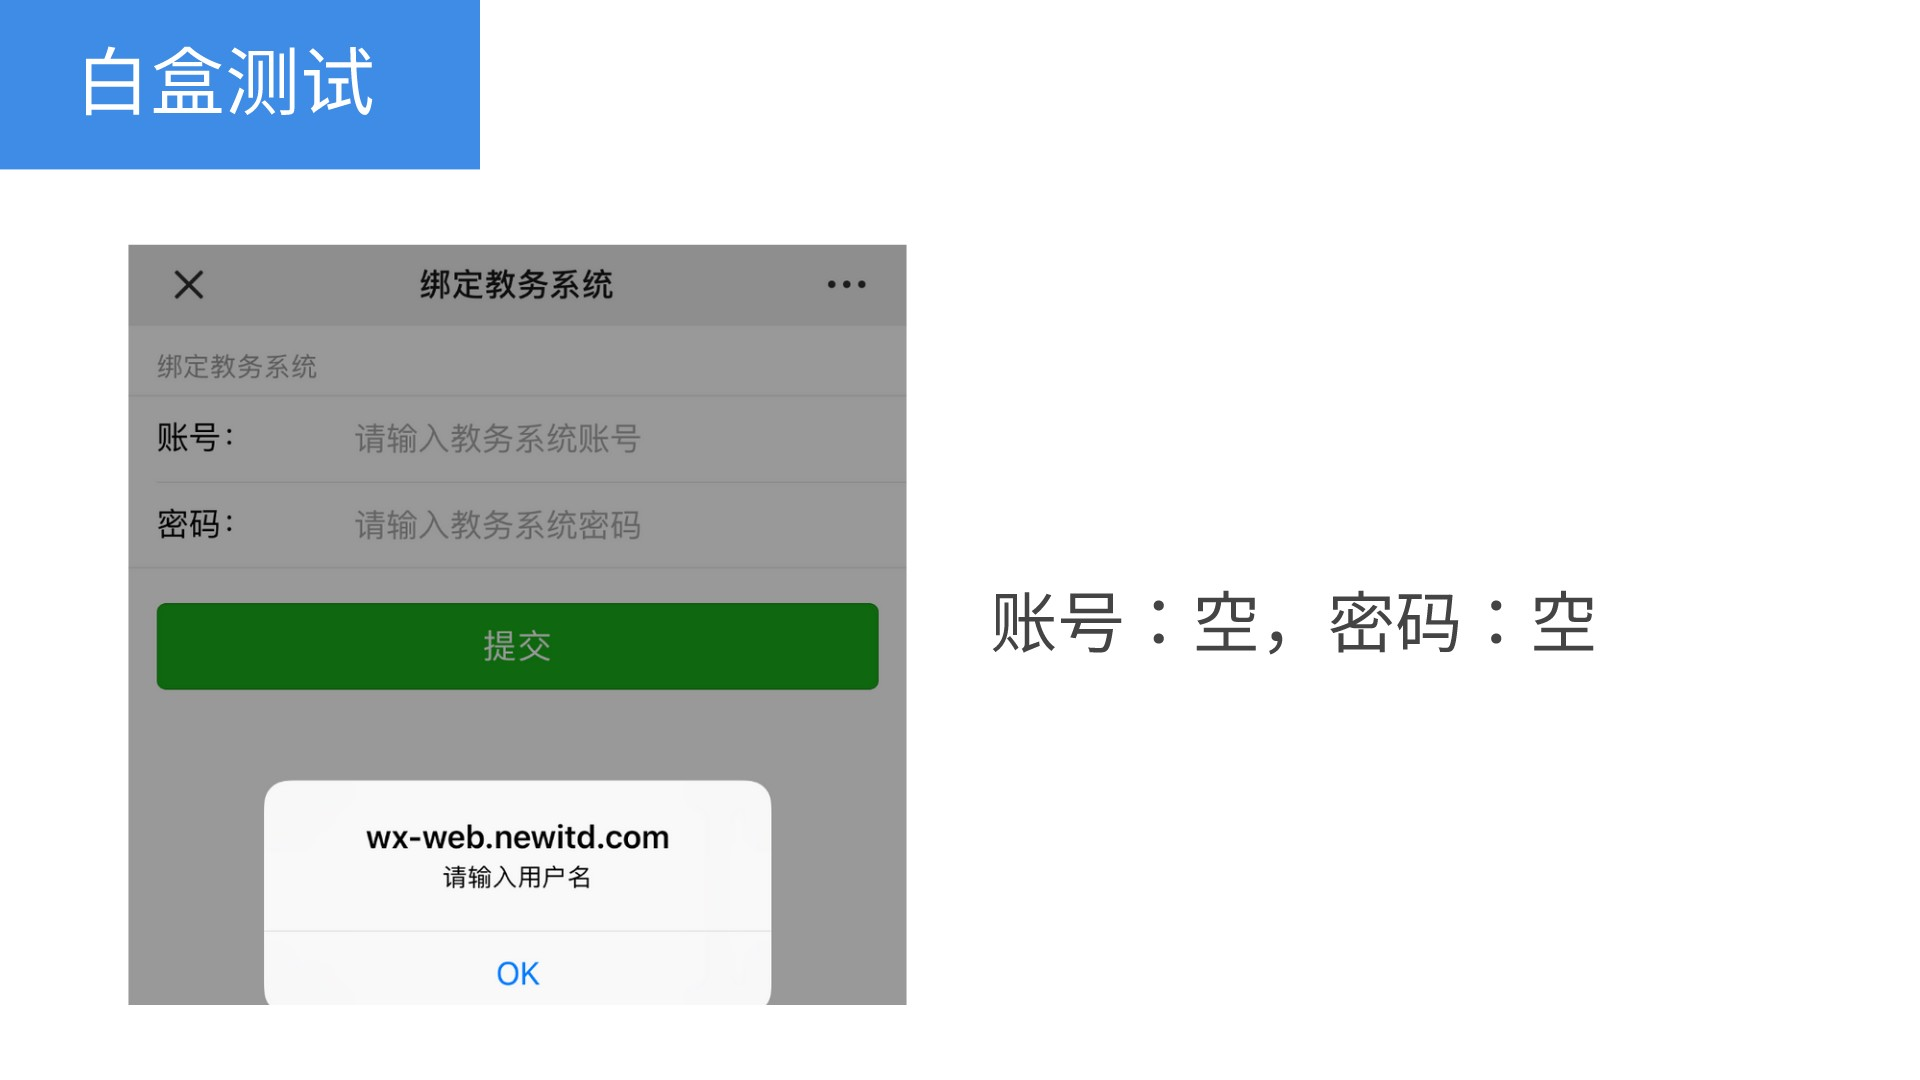 白盒测试
绑定教务系统
绑定教务系统
账号： 请输入教务系统账号
密码： 请输入教务系统密码
提交
账号：空，密码：空
wx-web.newitd.com
请输入用户名
OK